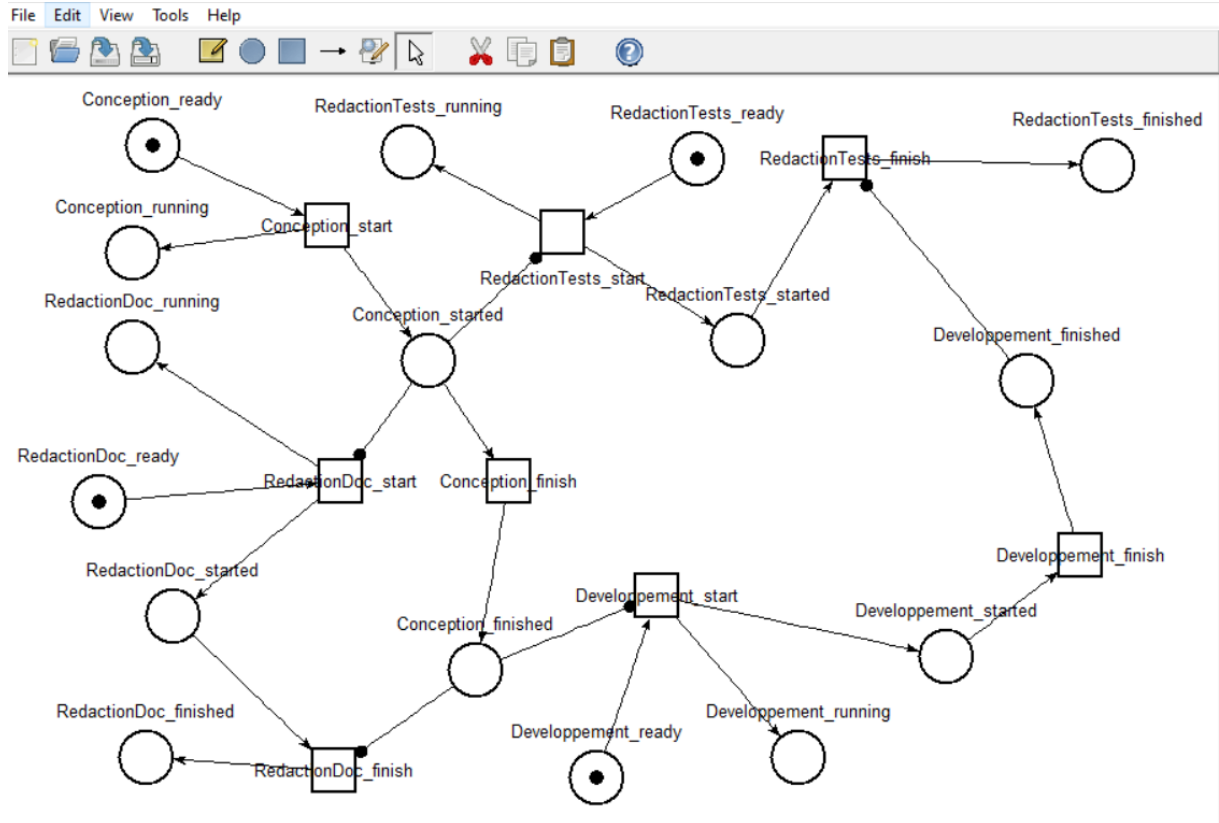 File Edit View Tools Help
Conception_ready
RedactionTests_running
RedactionTests_ready
RedactionTests_finished
RedactionTests_finish
Conception_running
Conception_start
RedactionTests_start
RedactionDoc_running
RedactionTests_started
Conception_started
Developpement_finished
RedactionDoc_ready
RedactionDoc_start
Conception_finish
Developpement_finish
RedactionDoc_started
Developpement_start
Developpement_started
Conception_finished
RedactionDoc_finished
Developpement_running
Developpement_ready
RedactionDoc_finish